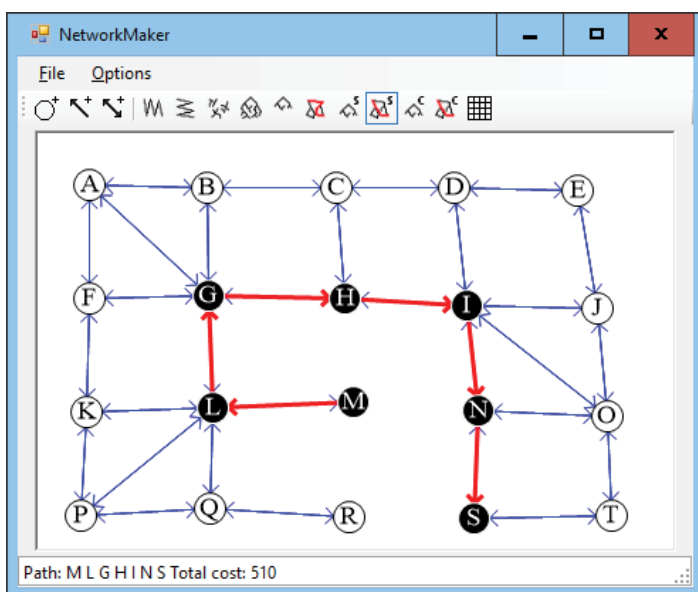 NetworkMaker
File Options
A B C D E
F G H I J
K L M N O
P Q R S T
Path: M L G H I N S Total cost: 510